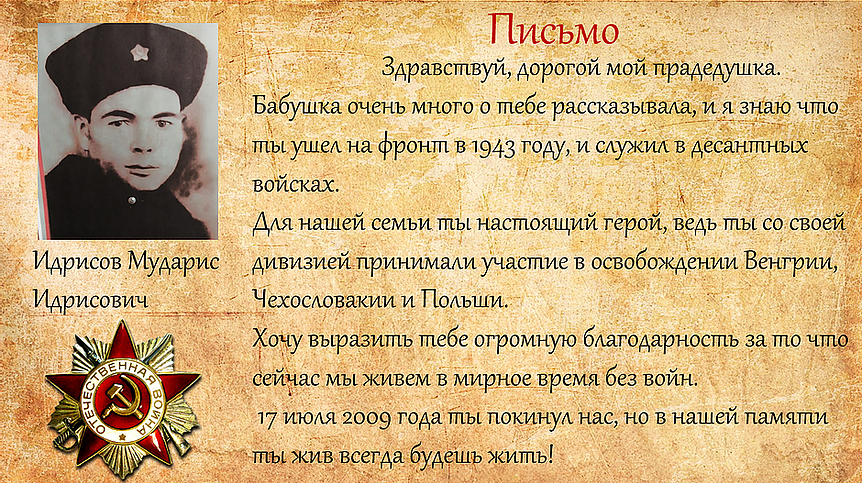 Письмо
Здравствуй, дорогой мой прадедушка.
Бабушка очень много о тебе рассказывала, и я знаю что
ты ушел на фронт в 1943 году, и служил в десантных
войсках.
Для нашей семьи ты настоящий герой, ведь ты со своей
дивизией принимали участие в освобождении Венгрии,
Чехословакии и Польши.
Хочу выразить тебе огромную благодарность за то что
сейчас мы живем в мирное время без войн.
17 июля 2009 года ты покинул нас, но в нашей памяти
ты жив всегда будешь жить!
Идрисов Мударис
Идрисович
ОТЕЧЕСТВЕННАЯ ВОЙНА